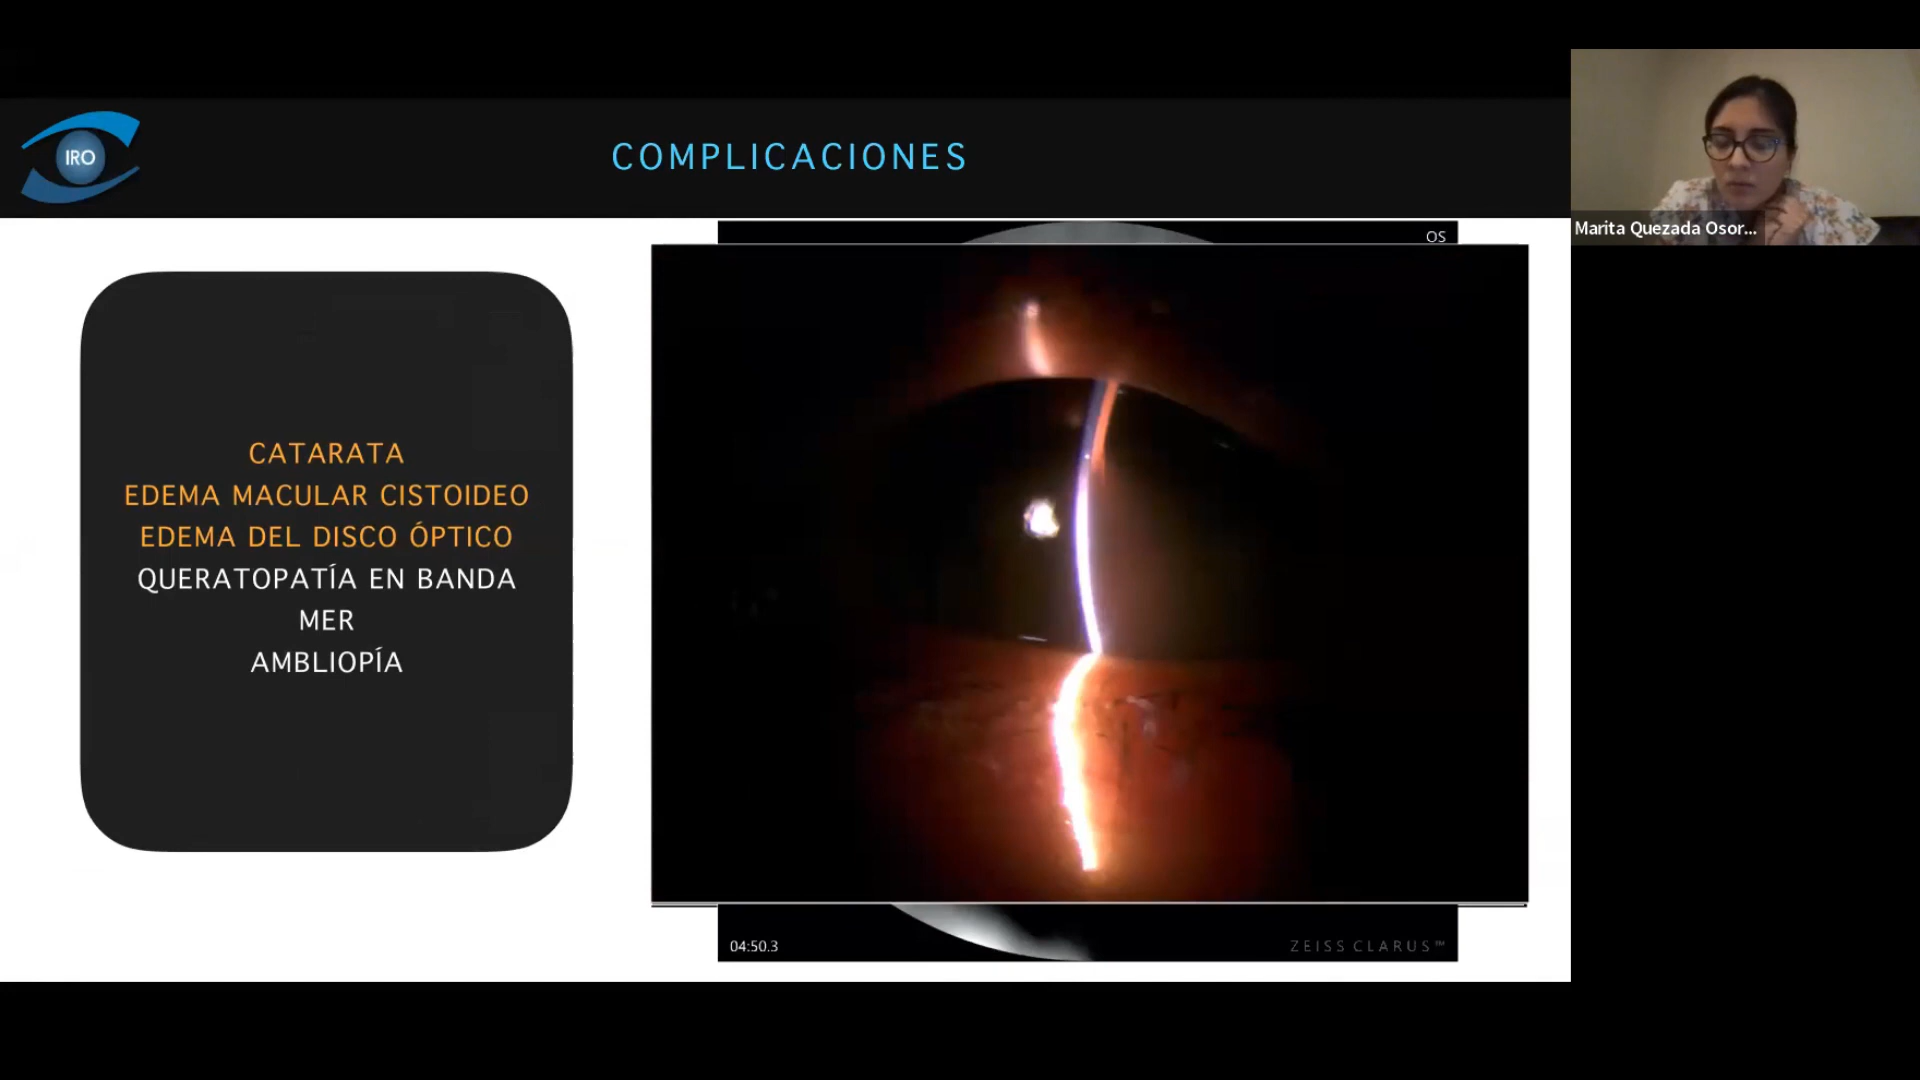 IRO
COMPLICACIONES
Marita Quezada Osor...
OS
CATARATA
EDEMA MACULAR CISTOIDEO
EDEMA DEL DISCO ÓPTICO
QUERATOPATÍA EN BANDA
MER
AMBLIOPÍA
04:50.3
ZEISS CLARUS™